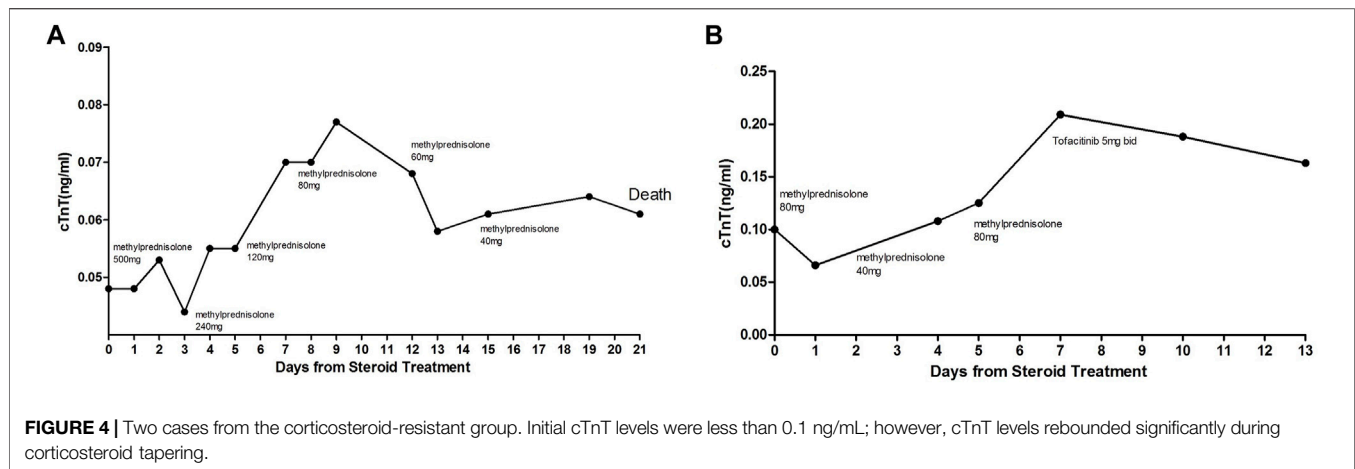 A
0.09
0.08
0.07
0.06
0.05
cTnT(ng/ml)
methylprednisolone
500mg
methylprednisolone
240mg
methylprednisolone
120mg
methylprednisolone
80mg
methylprednisolone
60mg
methylprednisolone
40mg
Death
0 1 2 3 4 5 6 7 8 9 10 11 12 13 14 15 16 17 18 19 20 21
Days from Steroid Treatment
B
0.25
0.20
0.15
0.10
0.05
0.00
cTnT(ng/ml)
methylprednisolone
80mg
methylprednisolone
40mg
methylprednisolone
80mg
Tofacitinib 5mg bid
0 1 2 3 4 5 6 7 8 9 10 11 12 13
Days from Steroid Treatment
FIGURE 4 | Two cases from the corticosteroid-resistant group. Initial cTnT levels were less than 0.1 ng/mL; however, cTnT levels rebounded significantly during
corticosteroid tapering.